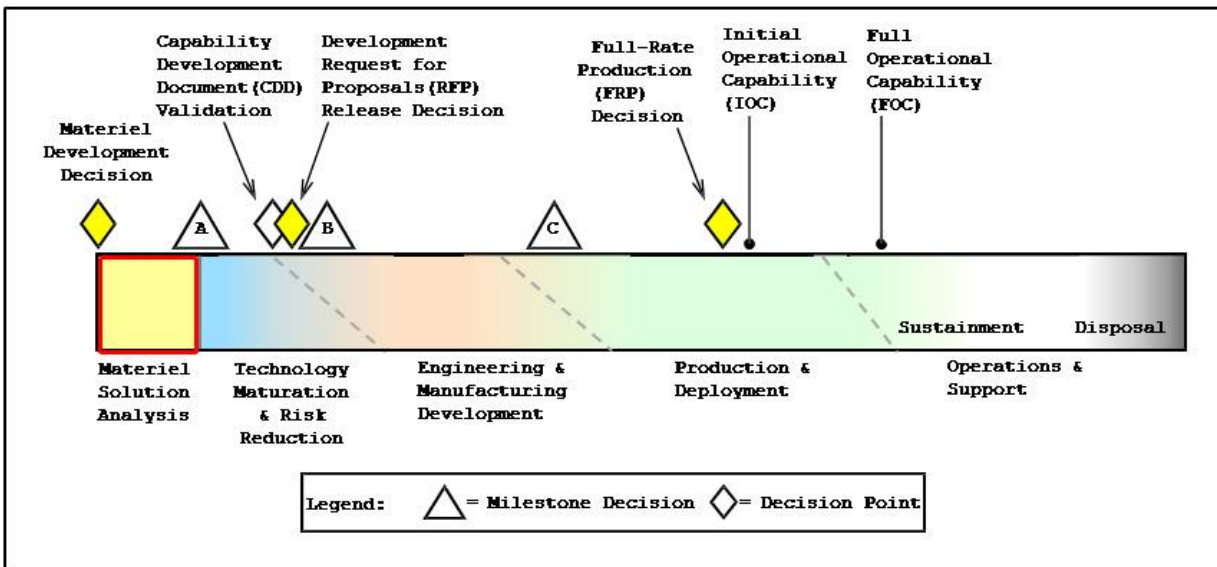 Capability
Development
Document(CDD)
Validation
Development
Request for
Proposals(RFP)
Release Decision
Full-Rate
Production
(FRP)
Decision
Initial
Operational
Capability
(IOC)
Full
Operational
Capability
(FOC)
Materiel
Development
Decision
A
B
C
Sustainment
Disposal
Materiel
Solution
Analysis
Technology
Maturation
& Risk
Reduction
Engineering &
Manufacturing
Development
Production &
Deployment
Operations &
Support
Legend: = Milestone Decision = Decision Point